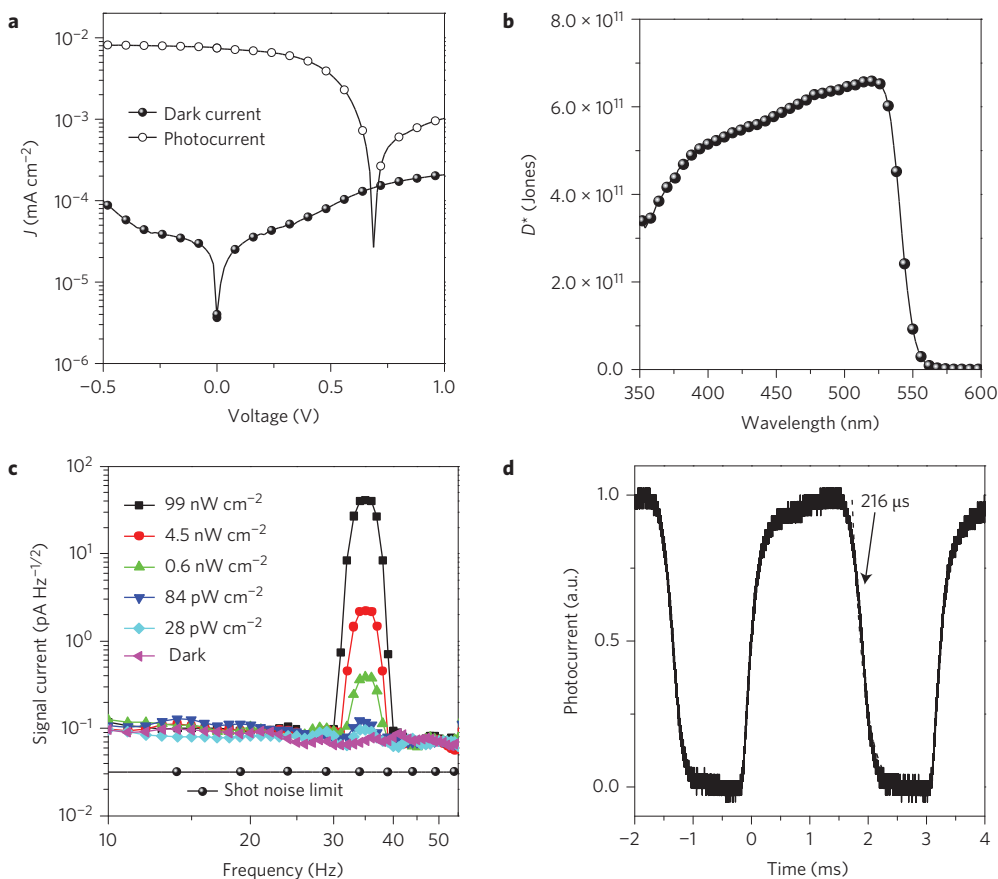 a
10⁻²
10⁻³
10⁻⁴
10⁻⁵
10⁻⁶
J (mA cm⁻²)
Dark current
Photocurrent
−0.5 0.0 0.5 1.0
Voltage (V)
b
8.0 × 10¹¹
6.0 × 10¹¹
4.0 × 10¹¹
2.0 × 10¹¹
0.0
D* (Jones)
350 400 450 500 550 600
Wavelength (nm)
c
10²
10¹
10⁰
10⁻¹
10⁻²
Signal current (pA Hz⁻¹/²)
99 nW cm⁻²
4.5 nW cm⁻²
0.6 nW cm⁻²
84 pW cm⁻²
28 pW cm⁻²
Dark
Shot noise limit
10 20 30 40 50
Frequency (Hz)
d
1.0
0.5
0.0
Photocurrent (a.u.)
216 μs
−2 −1 0 1 2 3 4
Time (ms)